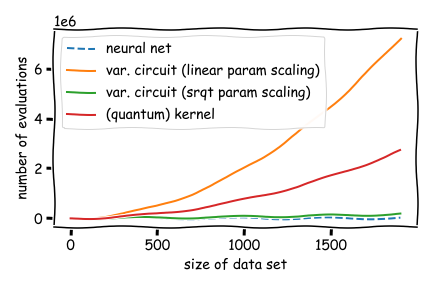 1e6
neural net
var. circuit (linear param scaling)
var. circuit (srqt param scaling)
(quantum) kernel
number of evaluations
6
4
2
0
0
500
1000
1500
size of data set